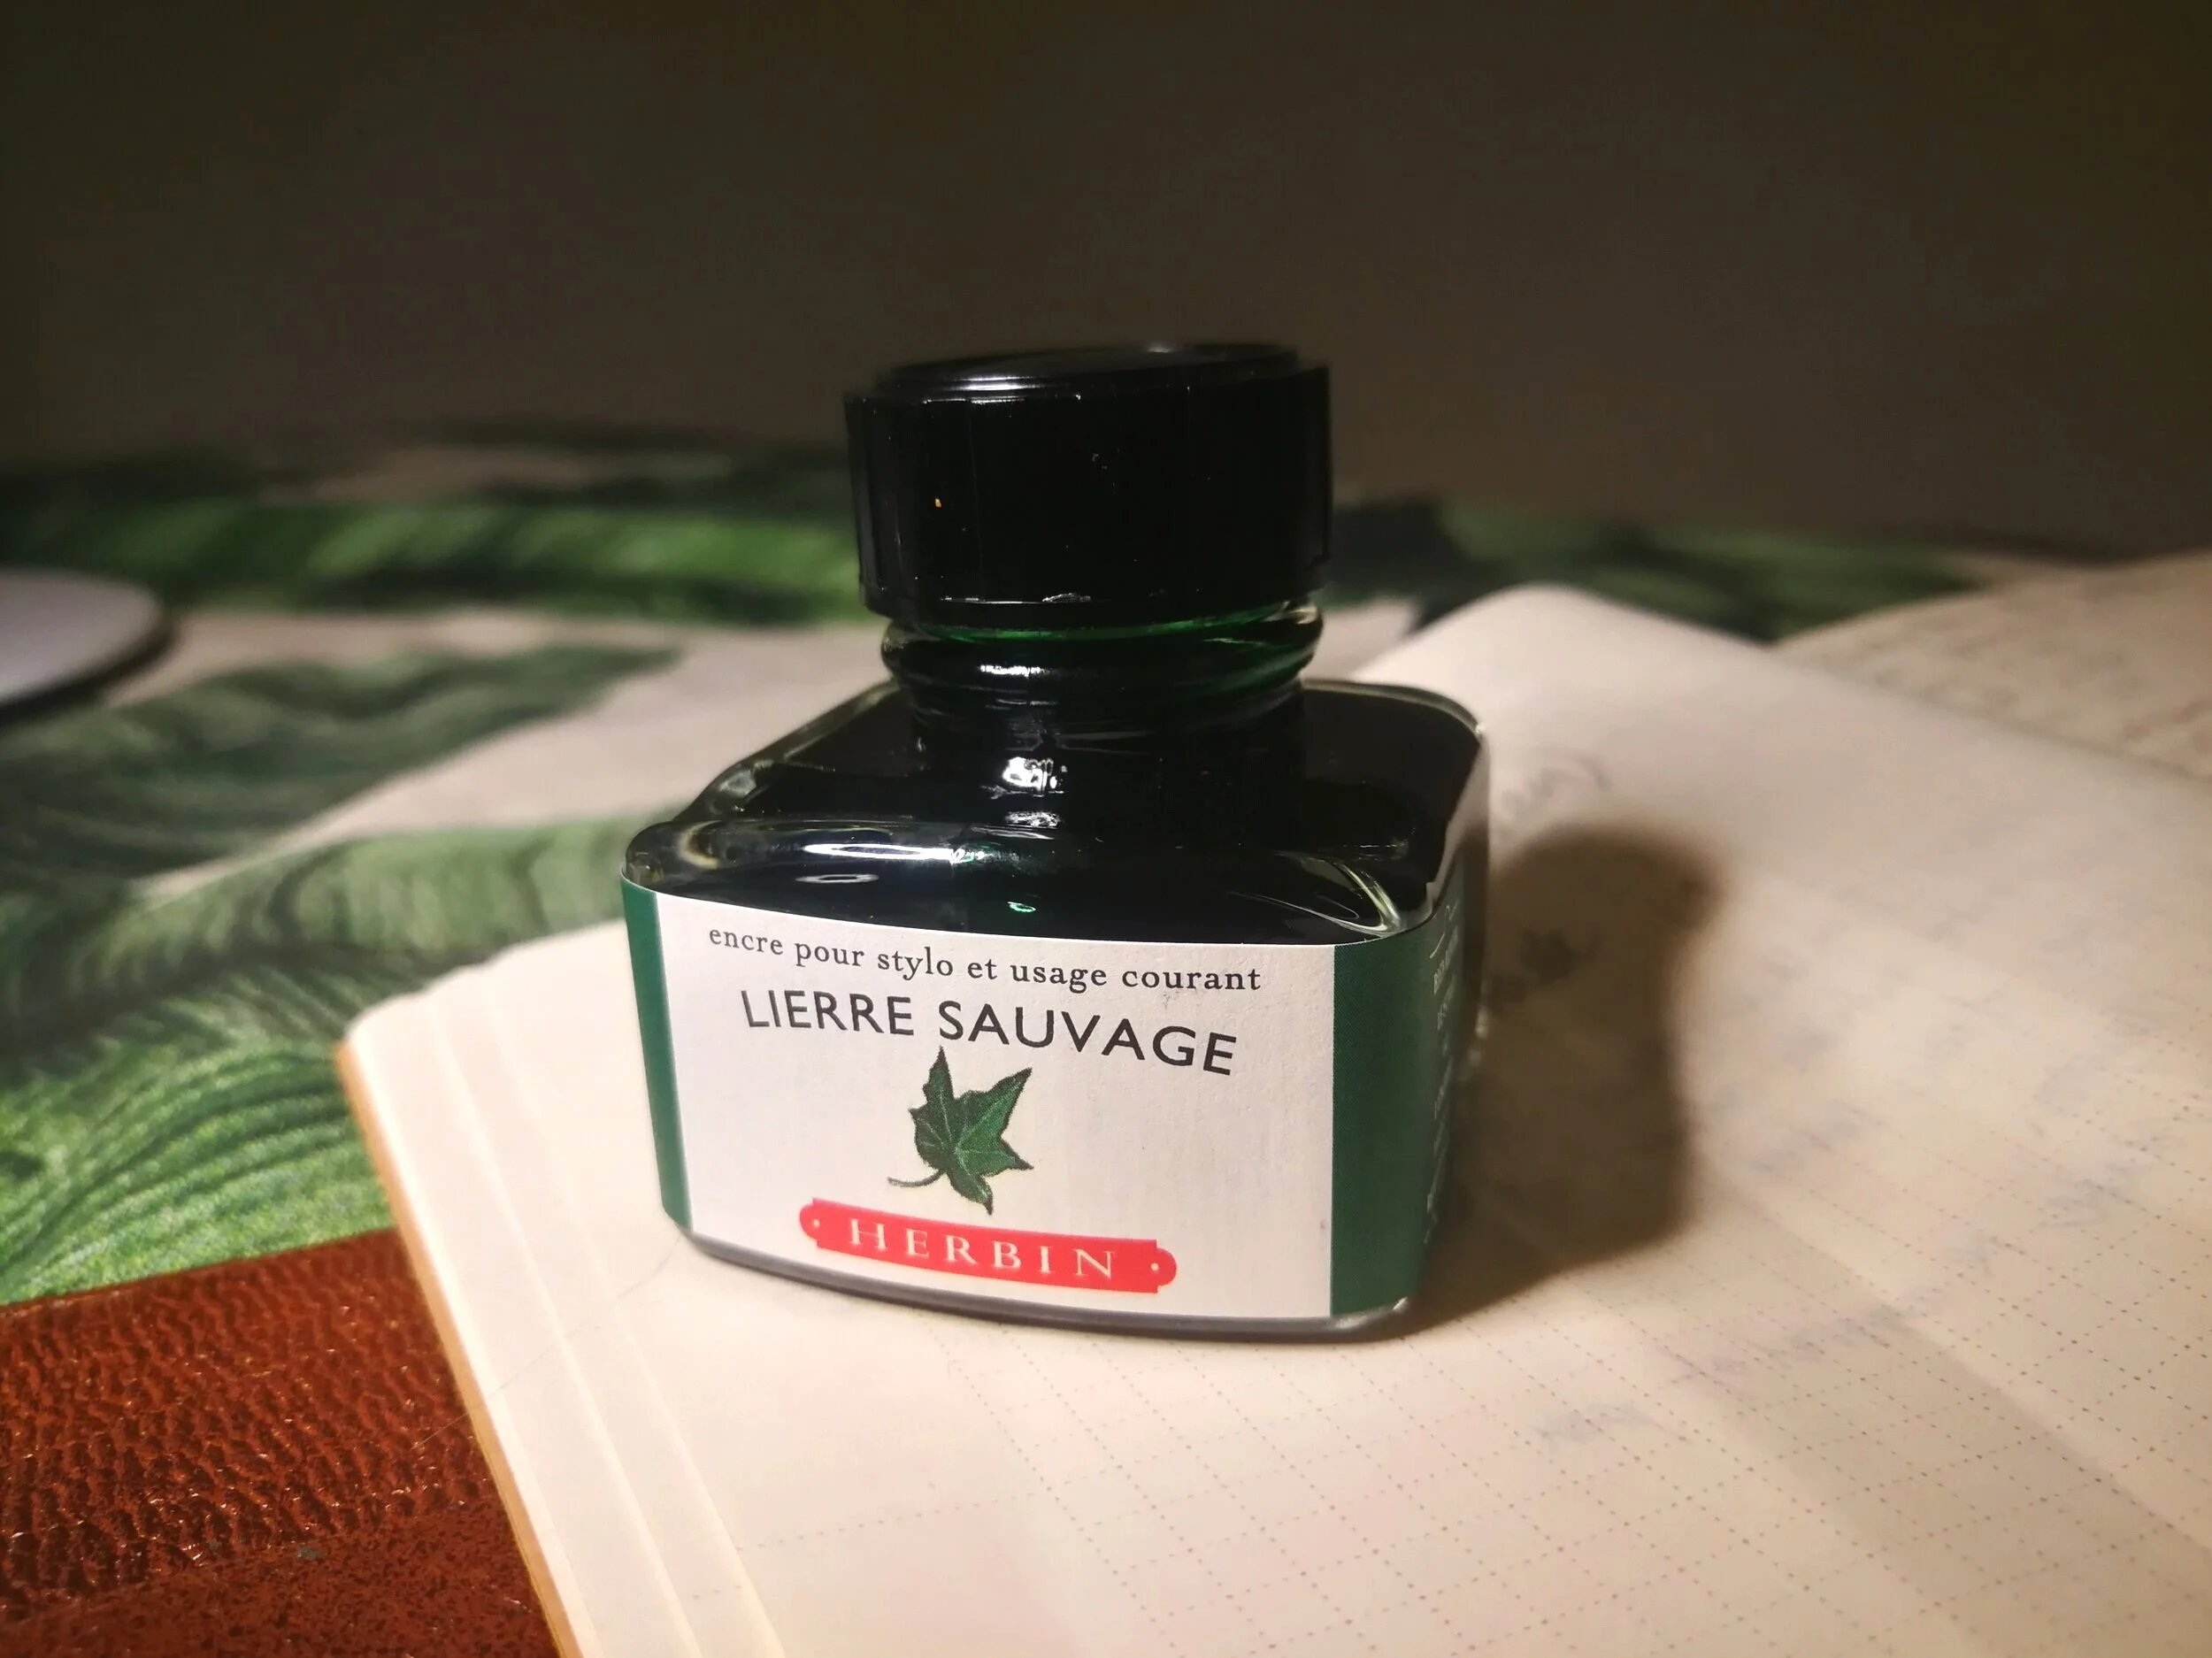 encre pour stylo et usage courant
LIERRE SAUVAGE
HERBIN